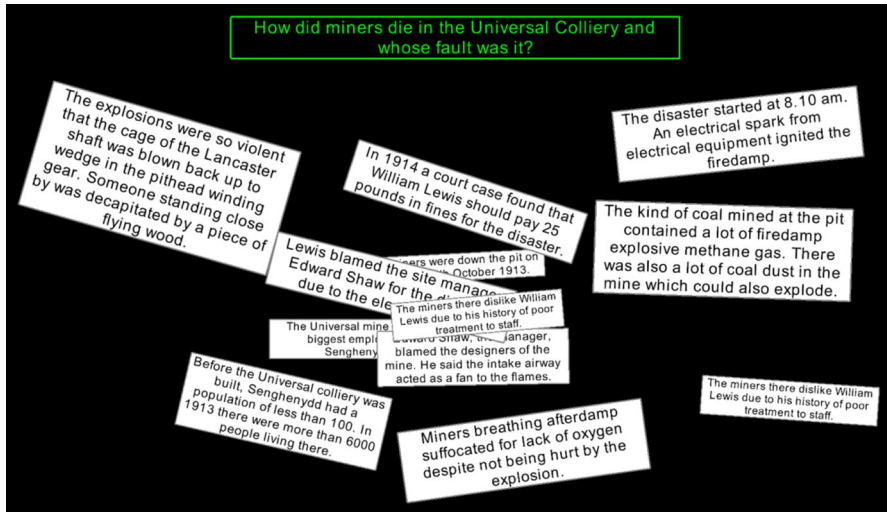 How did miners die in the Universal Colliery and
whose fault was it?
The explosions were so violent
that the cage of the Lancaster
shaft was blown back up to
wedge in the pithead winding
gear. Someone standing close
by was decapitated by a piece of
flying wood.
In 1914 a court case found that
William Lewis should pay 25
pounds in fines for the disaster.
The disaster started at 8.10 am.
An electrical spark from
electrical equipment ignited the
firedamp.
The kind of coal mined at the pit
contained a lot of firedamp
explosive methane gas. There
was also a lot of coal dust in the
mine which could also explode.
were down the pit on
October 1913.
Lewis blamed the site
Edward Shaw for the
due to the
The miners there dislike William
Lewis due to his history of poor
treatment to staff.
The Universal mine
biggest
blamed the designers of the
mine. He said the intake airway
acted as a fan to the flames.
Before the Universal colliery was
built, Senghenydd had a
population of less than 100. In
1913 there were more than 6000
people living there.
Miners breathing afterdamp
suffocated for lack of oxygen
despite not being hurt by the
explosion.
The miners there dislike William
Lewis due to his history of poor
treatment to staff.